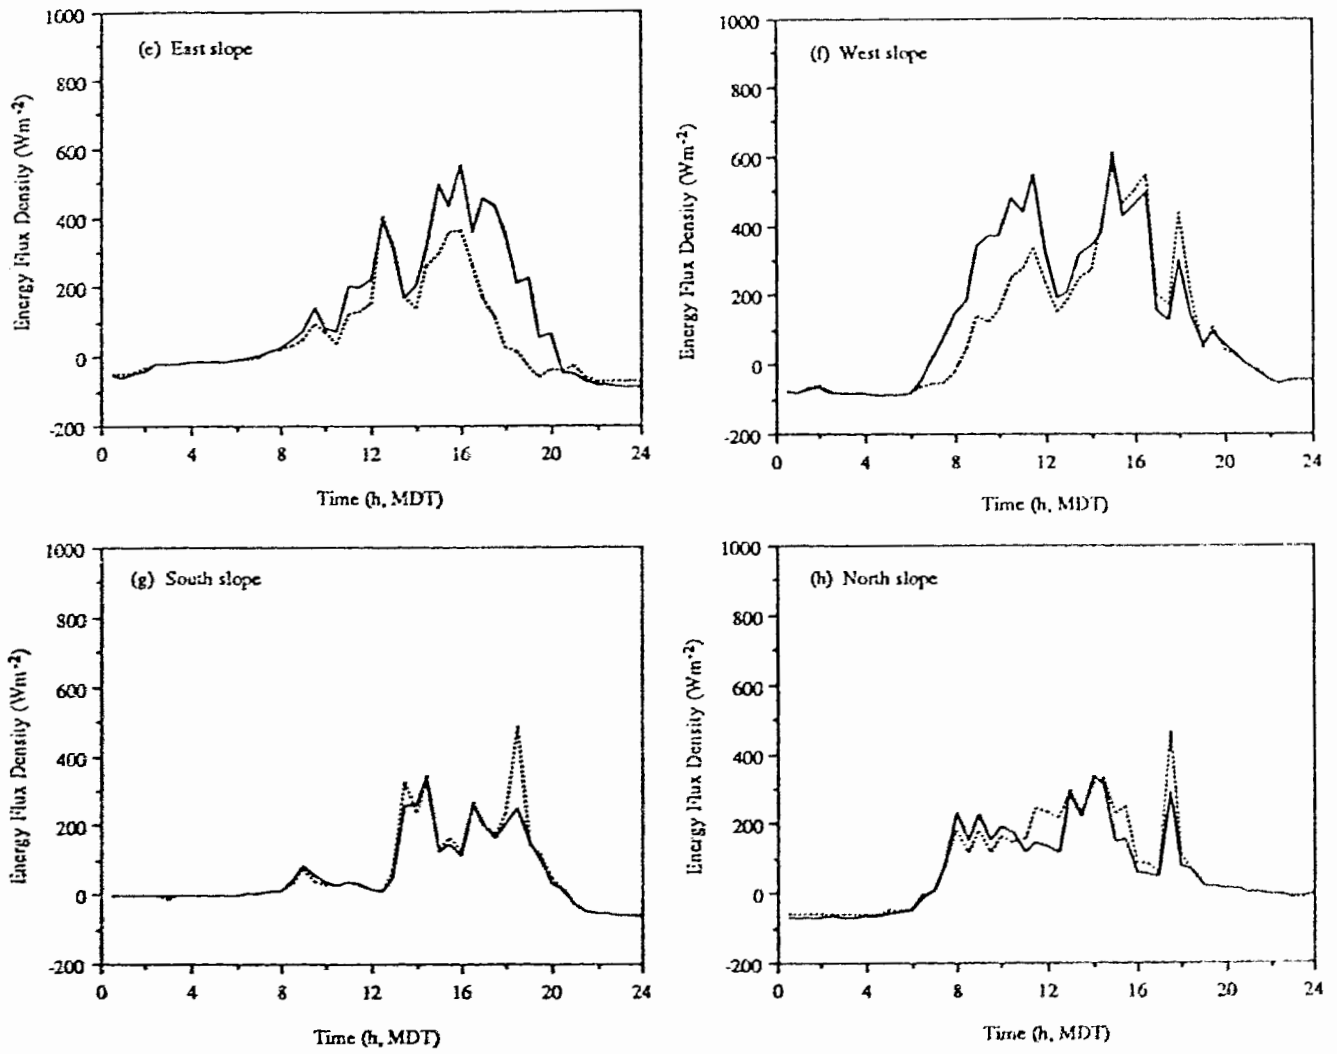 (e) East slope
1000
800
600
400
200
0
-200
Energy Flux Density (Wm-2)
0 4 8 12 16 20 24
Time (h, MDT)
(f) West slope
1000
800
600
400
200
0
-200
Energy Flux Density (Wm-2)
0 4 8 12 16 20 24
Time (h, MDT)
(g) South slope
1000
800
600
400
200
0
-200
Energy Flux Density (Wm-2)
0 4 8 12 16 20 24
Time (h, MDT)
(h) North slope
1000
800
600
400
200
0
-200
Energy Flux Density (Wm-2)
0 4 8 12 16 20 24
Time (h, MDT)